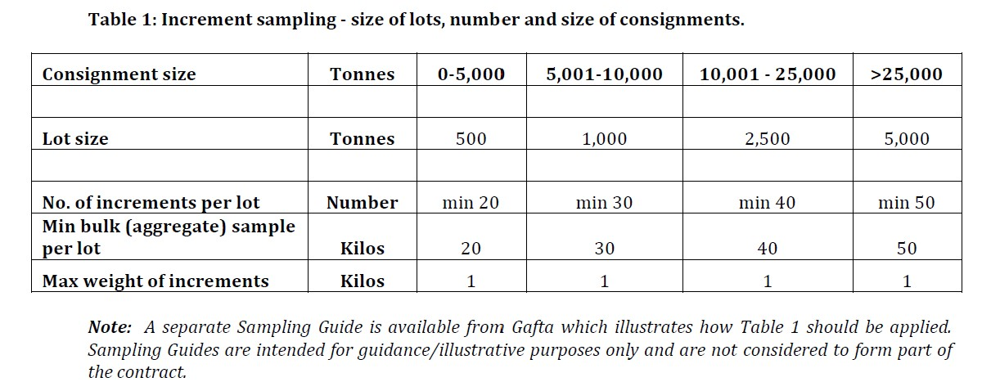 Table 1: Increment sampling - size of lots, number and size of consignments.
Consignment size Tonnes 0-5,000 5,001-10,000 10,001 - 25,000 >25,000
Lot size Tonnes 500 1,000 2,500 5,000
No. of increments per lot Number min 20 min 30 min 40 min 50
Min bulk (aggregate) sample
per lot Kilos 20 30 40 50
Max weight of increments Kilos 1 1 1 1
Note: A separate Sampling Guide is available from Gafta which illustrates how Table 1 should be applied.
Sampling Guides are intended for guidance/illustrative purposes only and are not considered to form part of
the contract.